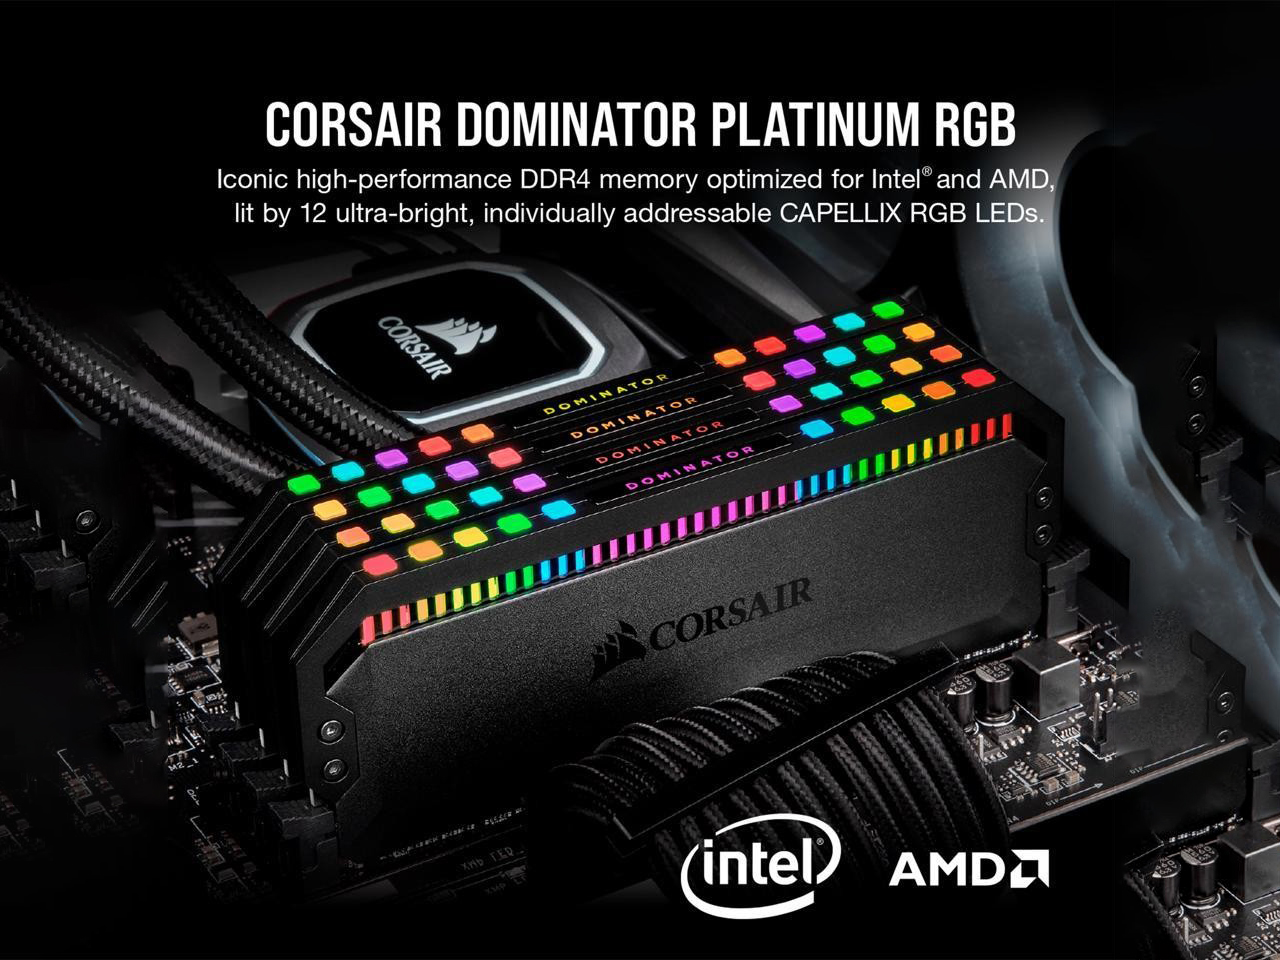 CORSAIR DOMINATOR PLATINUM RGB
Iconic high-performance DDR4 memory optimized for Intel® and AMD,
lit by 12 ultra-bright, individually addressable CAPELLIX RGB LEDs.
CORSAIR
DOMINATOR
DOMINATOR
DOMINATOR
DOMINATOR
CORSAIR
intel®
AMD